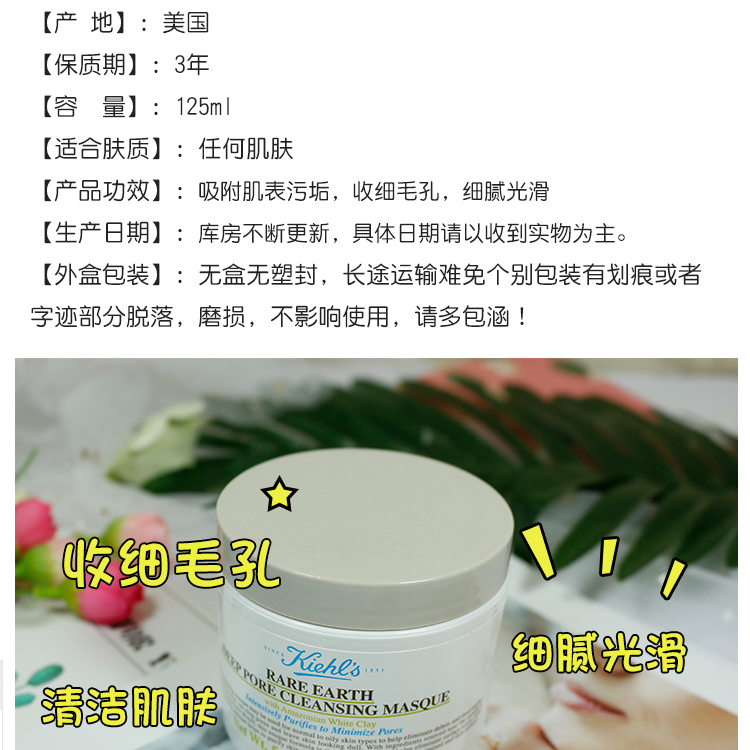 【产 地】：美国
【保质期】：3年
【容 量】：125ml
【适合肤质】：任何肌肤
【产品功效】：吸附肌表污垢，收细毛孔，细腻光滑
【生产日期】：库房不断更新，具体日期请以收到实物为主。
【外盒包装】：无盒无塑封，长途运输难免个别包装有划痕或者
字迹部分脱落，磨损，不影响使用，请多包涵！
收细毛孔
细腻光滑
清洁肌肤
SINCE Kiehl's 1851
RARE EARTH
DEEP PORE CLEANSING MASQUE
with Amazonian White Clay
Intensively Purifies to Minimize Pores